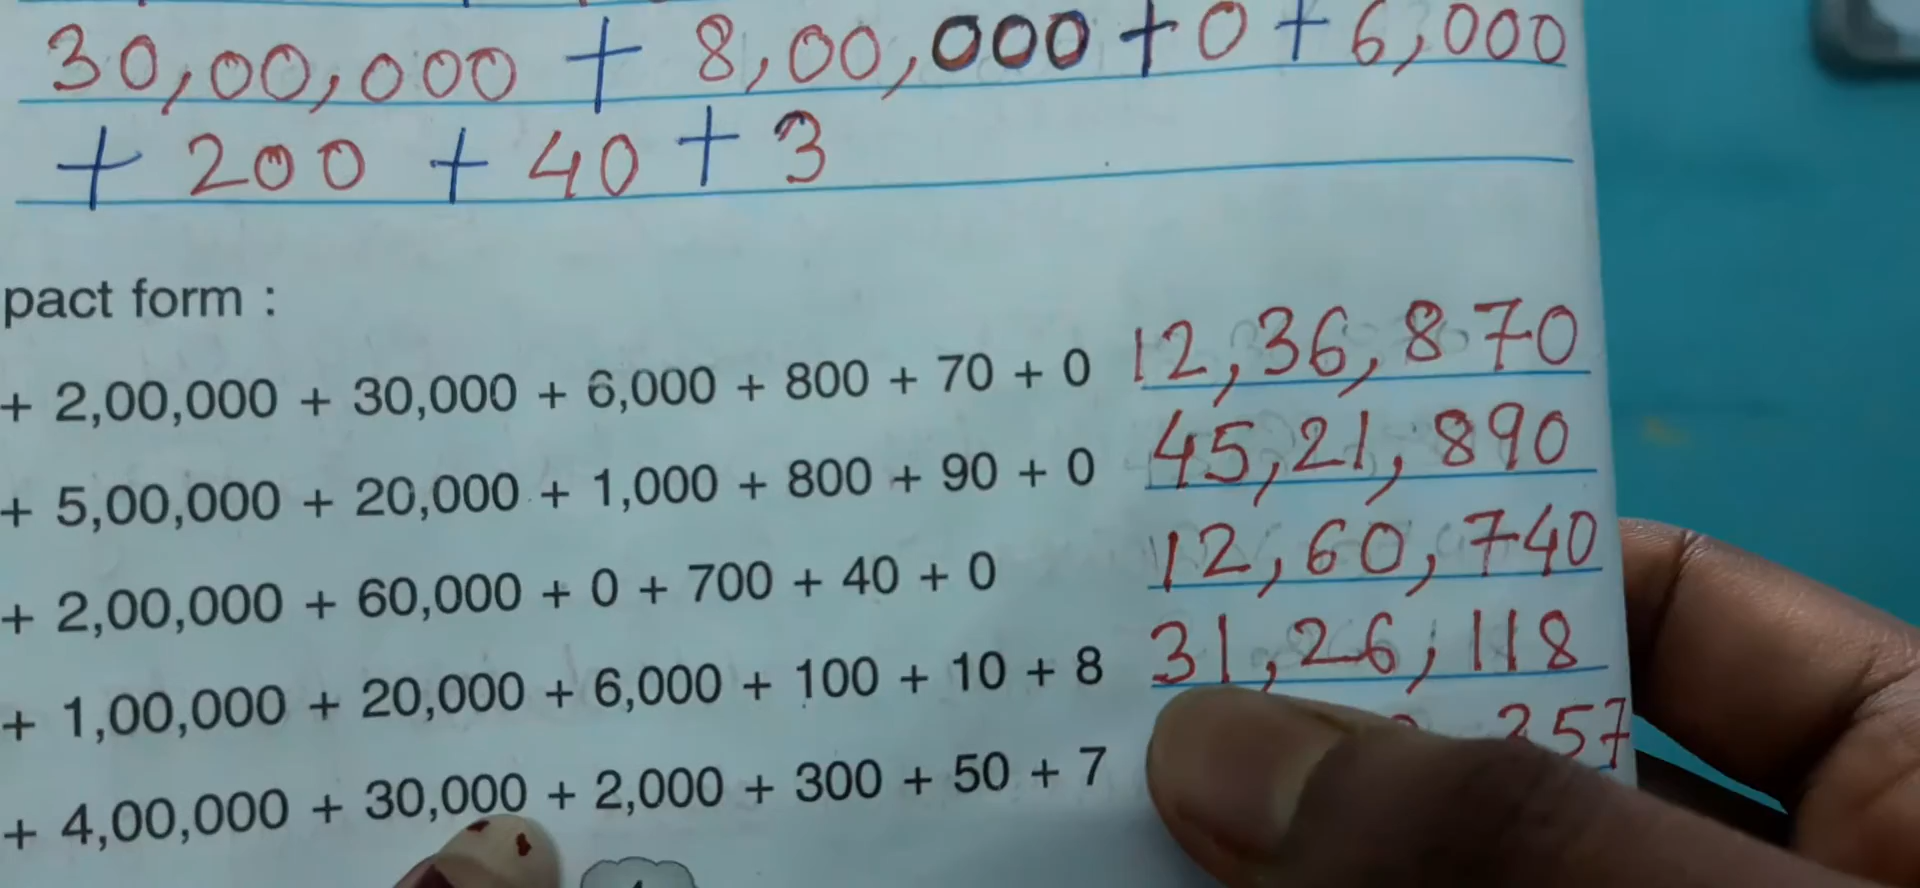 30,00,000 + 8,00,000 + 0 + 6,000
+ 200 + 40 + 3
pact form :
+ 2,00,000 + 30,000 + 6,000 + 800 + 70 + 0 12,36,870
+ 5,00,000 + 20,000 + 1,000 + 800 + 90 + 0 45,21,890
+ 2,00,000 + 60,000 + 0 + 700 + 40 + 0 12,60,740
+ 1,00,000 + 20,000 + 6,000 + 100 + 10 + 8 31,26,118
+ 4,00,000 + 30,000 + 2,000 + 300 + 50 + 7 357